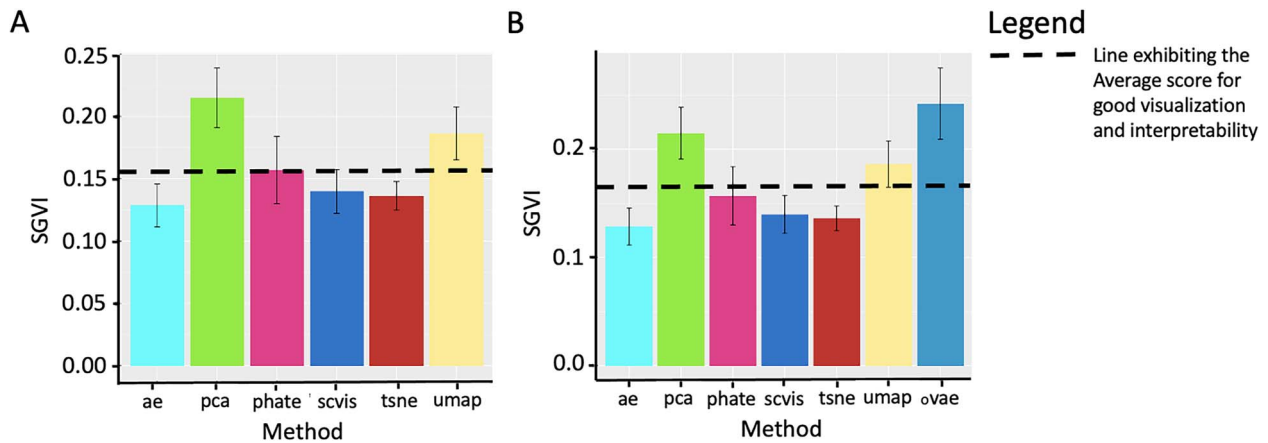 A
0.25
0.20
0.15
0.10
0.05
0.00
SGVI
ae pca phate ' scvis tsne umap
Method
B
0.2
0.1
0.0
SGVI
ae pca phate scvis tsne umap ovae
Method
Legend
Line exhibiting the
Average score for
good visualization
and interpretability